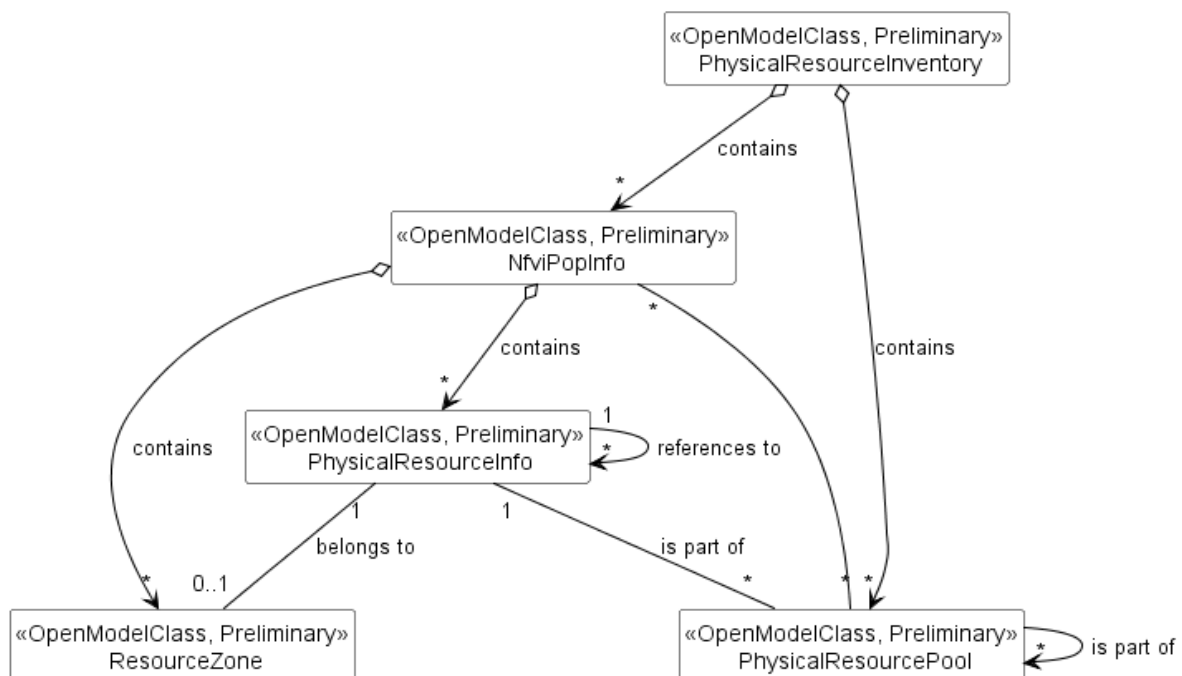 «OpenModelClass, Preliminary»
PhysicalResourceInventory
contains
*
«OpenModelClass, Preliminary»
NfviPopInfo
*
contains
contains
*
«OpenModelClass, Preliminary»
PhysicalResourceInfo
1
*
references to
contains
1
1
belongs to
is part of
*
0..1
*
*
*
«OpenModelClass, Preliminary»
ResourceZone
«OpenModelClass, Preliminary»
PhysicalResourcePool
*
is part of